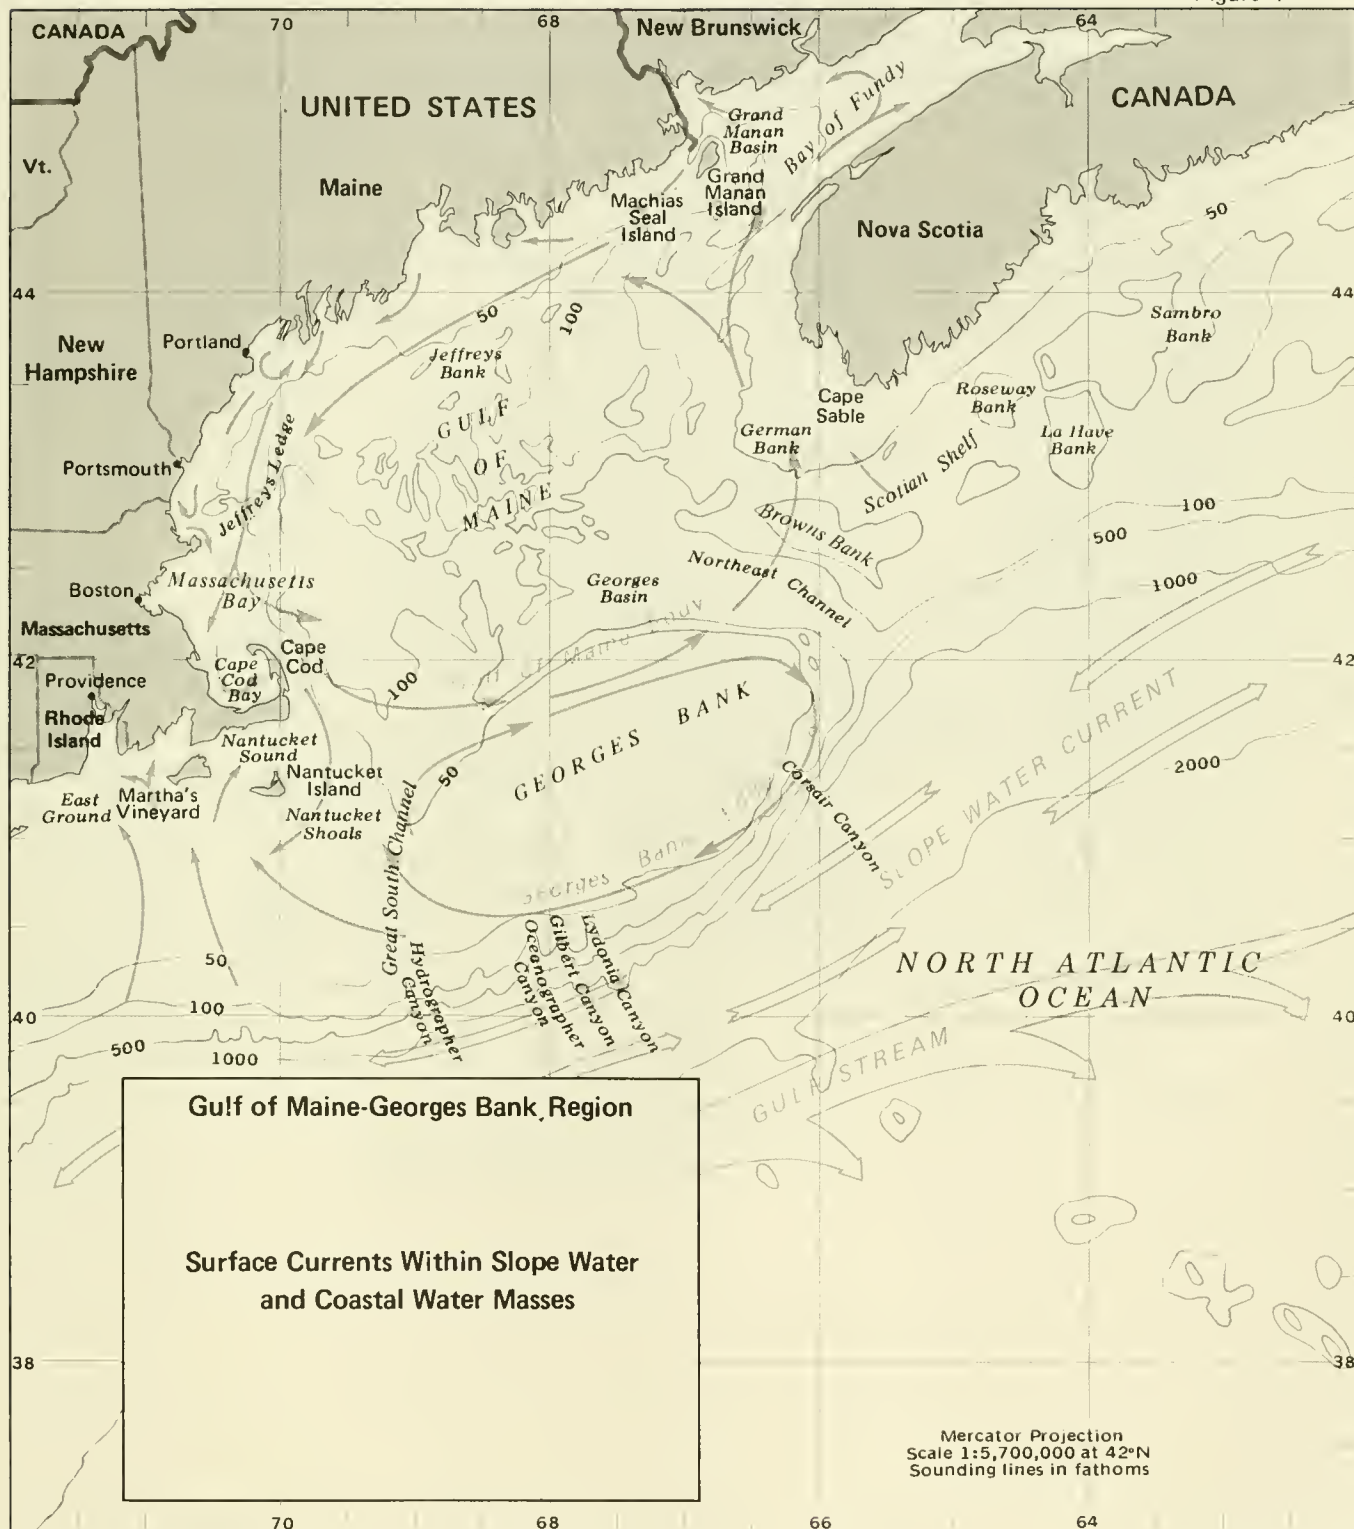 Figure
70
68
64
CANADA
New Brunswick
UNITED STATES
CANADA
Vt.
Maine
Grand
Manan
Basin
Bay of Fundy
Grand
Manan
Island
Machias
Seal
Island
Nova Scotia
50
44
44
50
100
Sambro
Bank
New
Hampshire
Portland
Jeffreys
Bank
Cape
Sable
Roseway
Bank
German
Bank
La Have
Bank
GULF
OF
MAINE
Scotian Shelf
Portsmouth
Jeffreys Ledge
Browns Bank
100
500
1000
Northeast Channel
Georges
Basin
Boston
Massachusetts
Bay
Massachusetts
Cape
Cod
42
42
Cape
Cod
Bay
100
Providence
Rhode
Island
GEORGES BANK
Nantucket
Sound
Nantucket
Island
50
Corsair Canyon
SLOPE WATER CURRENT
2000
East
Ground
Martha's
Vineyard
Nantucket
Shoals
Great South Channel
Georges Bank
Hydrographer
Canyon
Oceanographer
Canyon
Gilbert Canyon
Lydonia Canyon
NORTH ATLANTIC
OCEAN
50
100
40
40
500
1000
GULF STREAM
Gulf of Maine-Georges Bank Region
Surface Currents Within Slope Water
and Coastal Water Masses
38
38
Mercator Projection
Scale 1:5,700,000 at 42°N
Sounding lines in fathoms
70
68
66
64